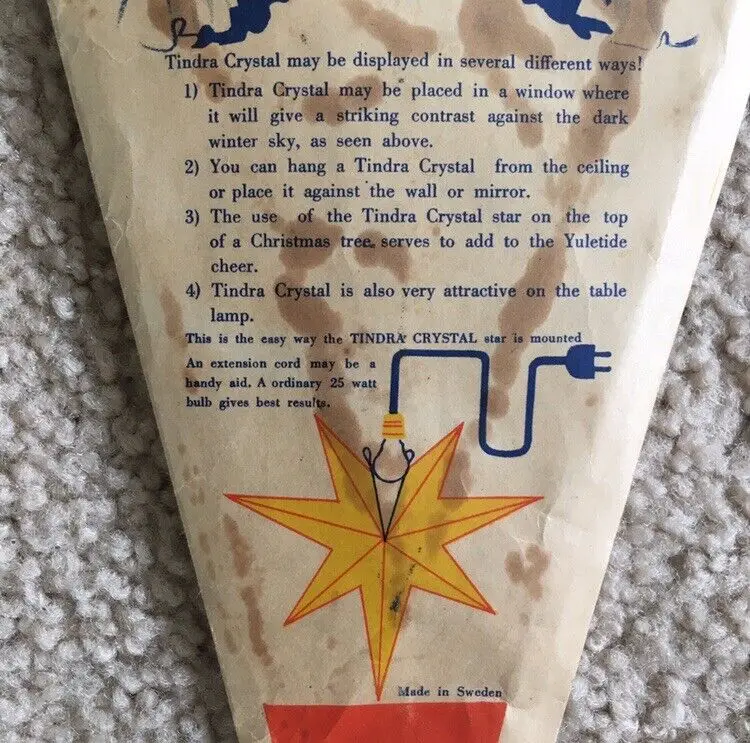 Tindra Crystal may be displayed in several different ways!
1) Tindra Crystal may be placed in a window where
it will give a striking contrast against the dark
winter sky, as seen above.
2) You can hang a Tindra Crystal from the ceiling
or place it against the wall or mirror.
3) The use of the Tindra Crystal star on the top
of a Christmas tree, serves to add to the Yuletide
cheer.
4) Tindra Crystal is also very attractive on the table
lamp.
This is the easy way the TINDRA CRYSTAL star is mounted
An extension cord may be a
handy aid. A ordinary 25 watt
bulb gives best results.
Made in Sweden